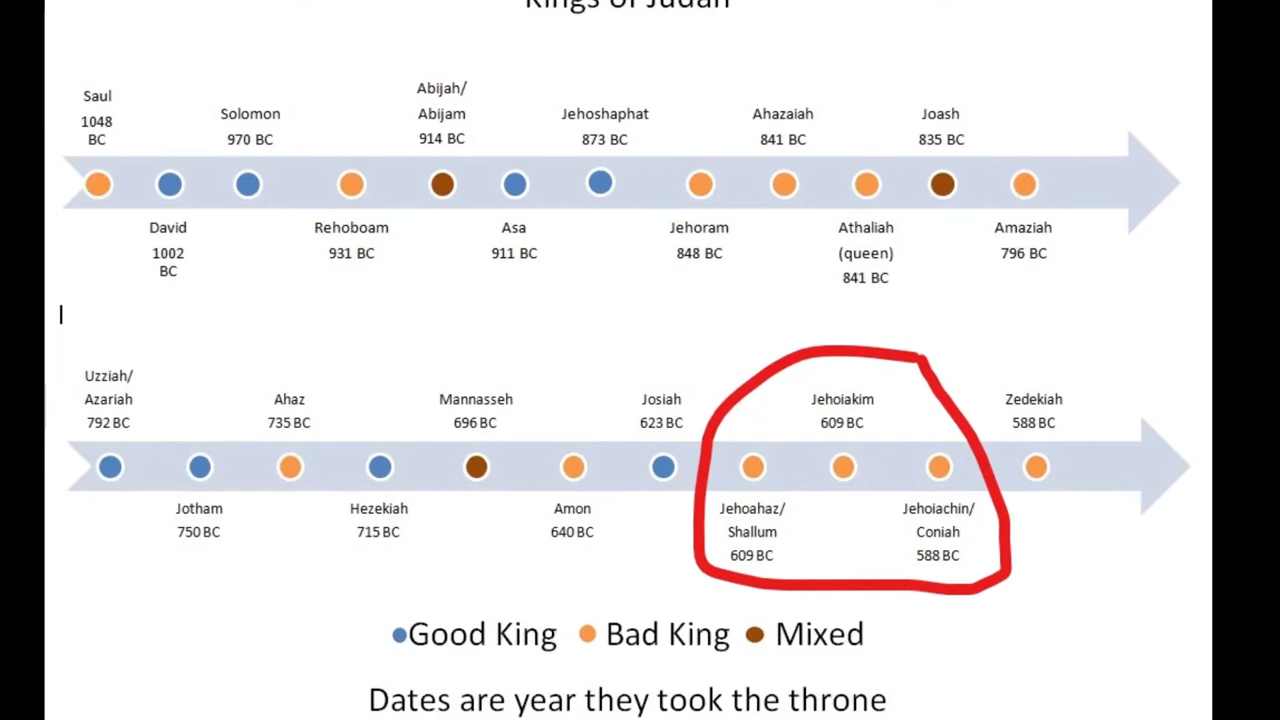 Kings of Judah
Saul
1048
BC
David
1002
BC
Solomon
970 BC
Rehoboam
931 BC
Abijah/
Abijam
914 BC
Asa
911 BC
Jehoshaphat
873 BC
Jehoram
848 BC
Ahazaiah
841 BC
Athaliah
(queen)
841 BC
Joash
835 BC
Amaziah
796 BC
Uzziah/
Azariah
792 BC
Jotham
750 BC
Ahaz
735 BC
Hezekiah
715 BC
Mannasseh
696 BC
Amon
640 BC
Josiah
623 BC
Jehoahaz/
Shallum
609 BC
Jehoiakim
609 BC
Jehoiachin/
Coniah
588 BC
Zedekiah
588 BC
Good King
Bad King
Mixed
Dates are year they took the throne